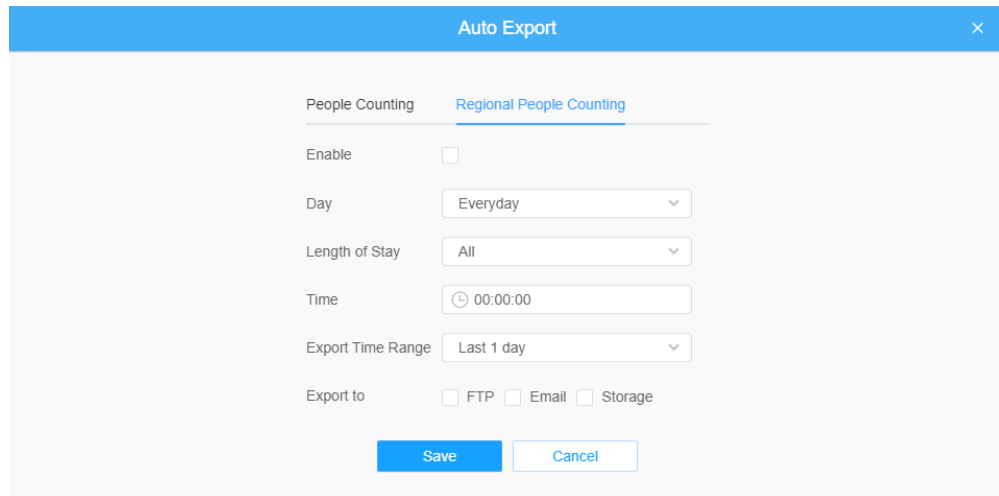 Auto Export
People Counting Regional People Counting
Enable
Day Everyday
Length of Stay All
Time 00:00:00
Export Time Range Last 1 day
Export to FTP Email Storage
Save Cancel